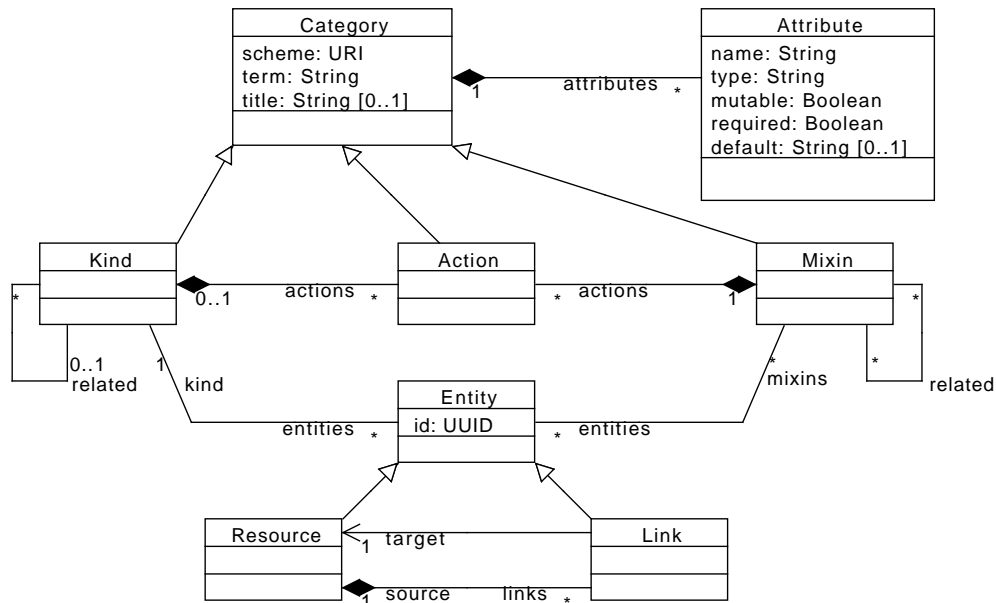 Category
scheme: URI
term: String
title: String [0..1]
Attribute
name: String
type: String
mutable: Boolean
required: Boolean
default: String [0..1]
1
attributes
*
Kind
Action
Mixin
*
0..1
actions
*
*
actions
1
*
0..1
related
1
kind
*
mixins
*
related
Entity
id: UUID
entities
*
*
entities
Resource
Link
1
target
1
source
links
*